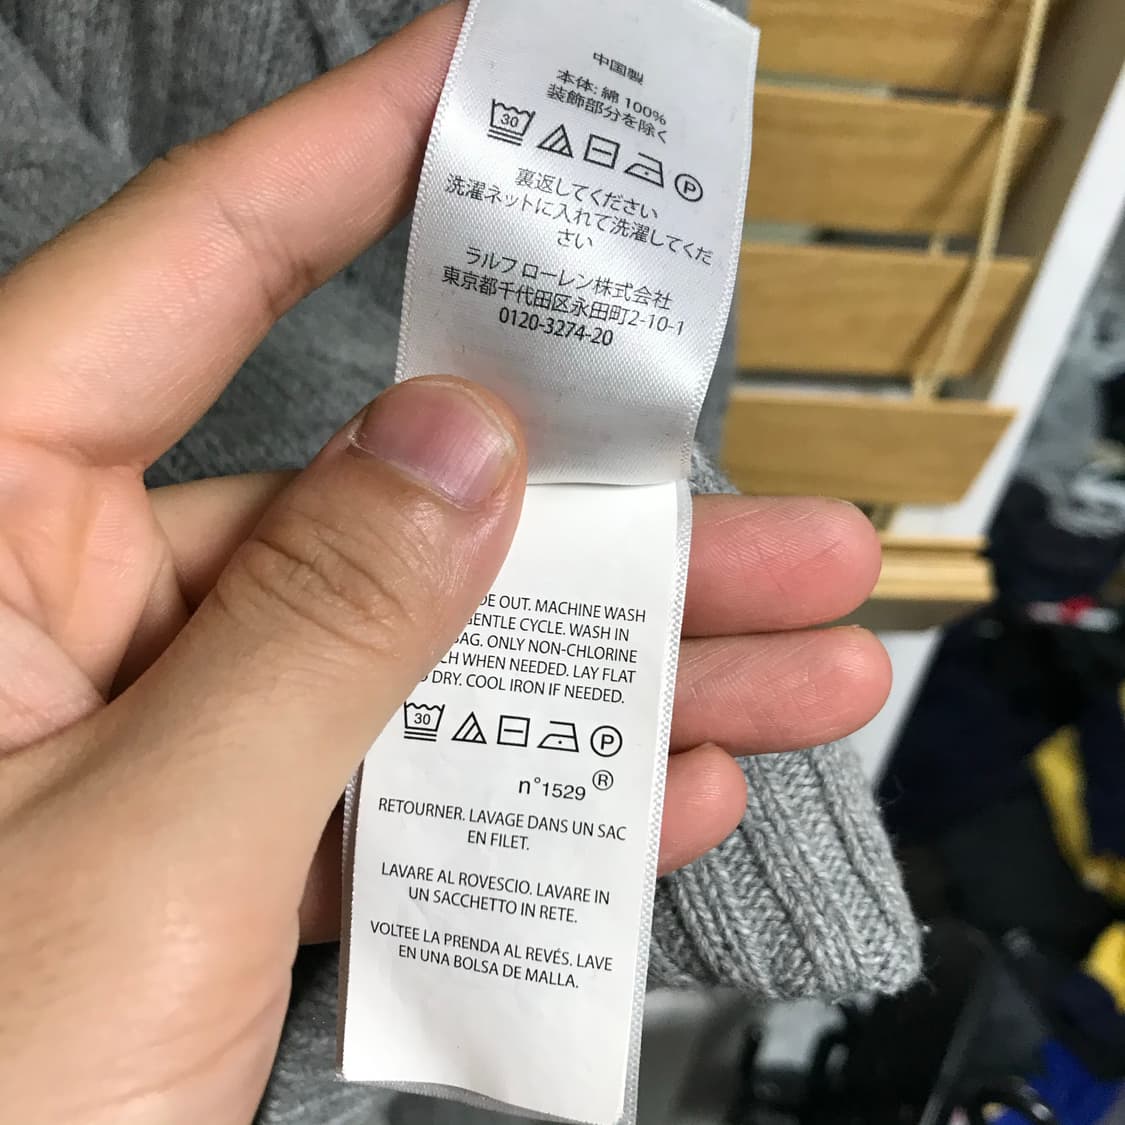 中国製
本体: 綿 100%
装飾部分を除く
30 P
裏返してください
洗濯ネットに入れて洗濯してくだ
さい
ラルフ ローレン株式会社
東京都千代田区永田町2-10-1
0120-3274-20
OUT. MACHINE WASH
GENTLE CYCLE. WASH IN
ONLY NON-CHLORINE
WHEN NEEDED. LAY FLAT
DRY. COOL IRON IF NEEDED.
30 P
n°1529 ®
RETOURNER. LAVAGE DANS UN SAC
EN FILET.
LAVARE AL ROVESCIO. LAVARE IN
UN SACCHETTO IN RETE.
VOLTEE LA PRENDA AL REVÉS. LAVE
EN UNA BOLSA DE MALLA.